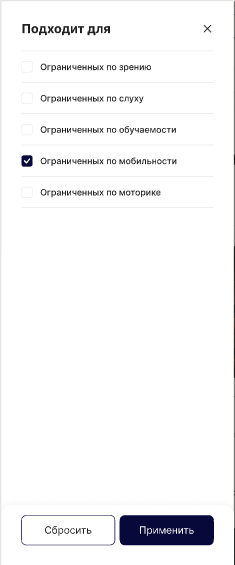 Подходит для
Ограниченных по зрению
Ограниченных по слуху
Ограниченных по обучаемости
Ограниченных по мобильности
Ограниченных по моторике
Сбросить
Применить